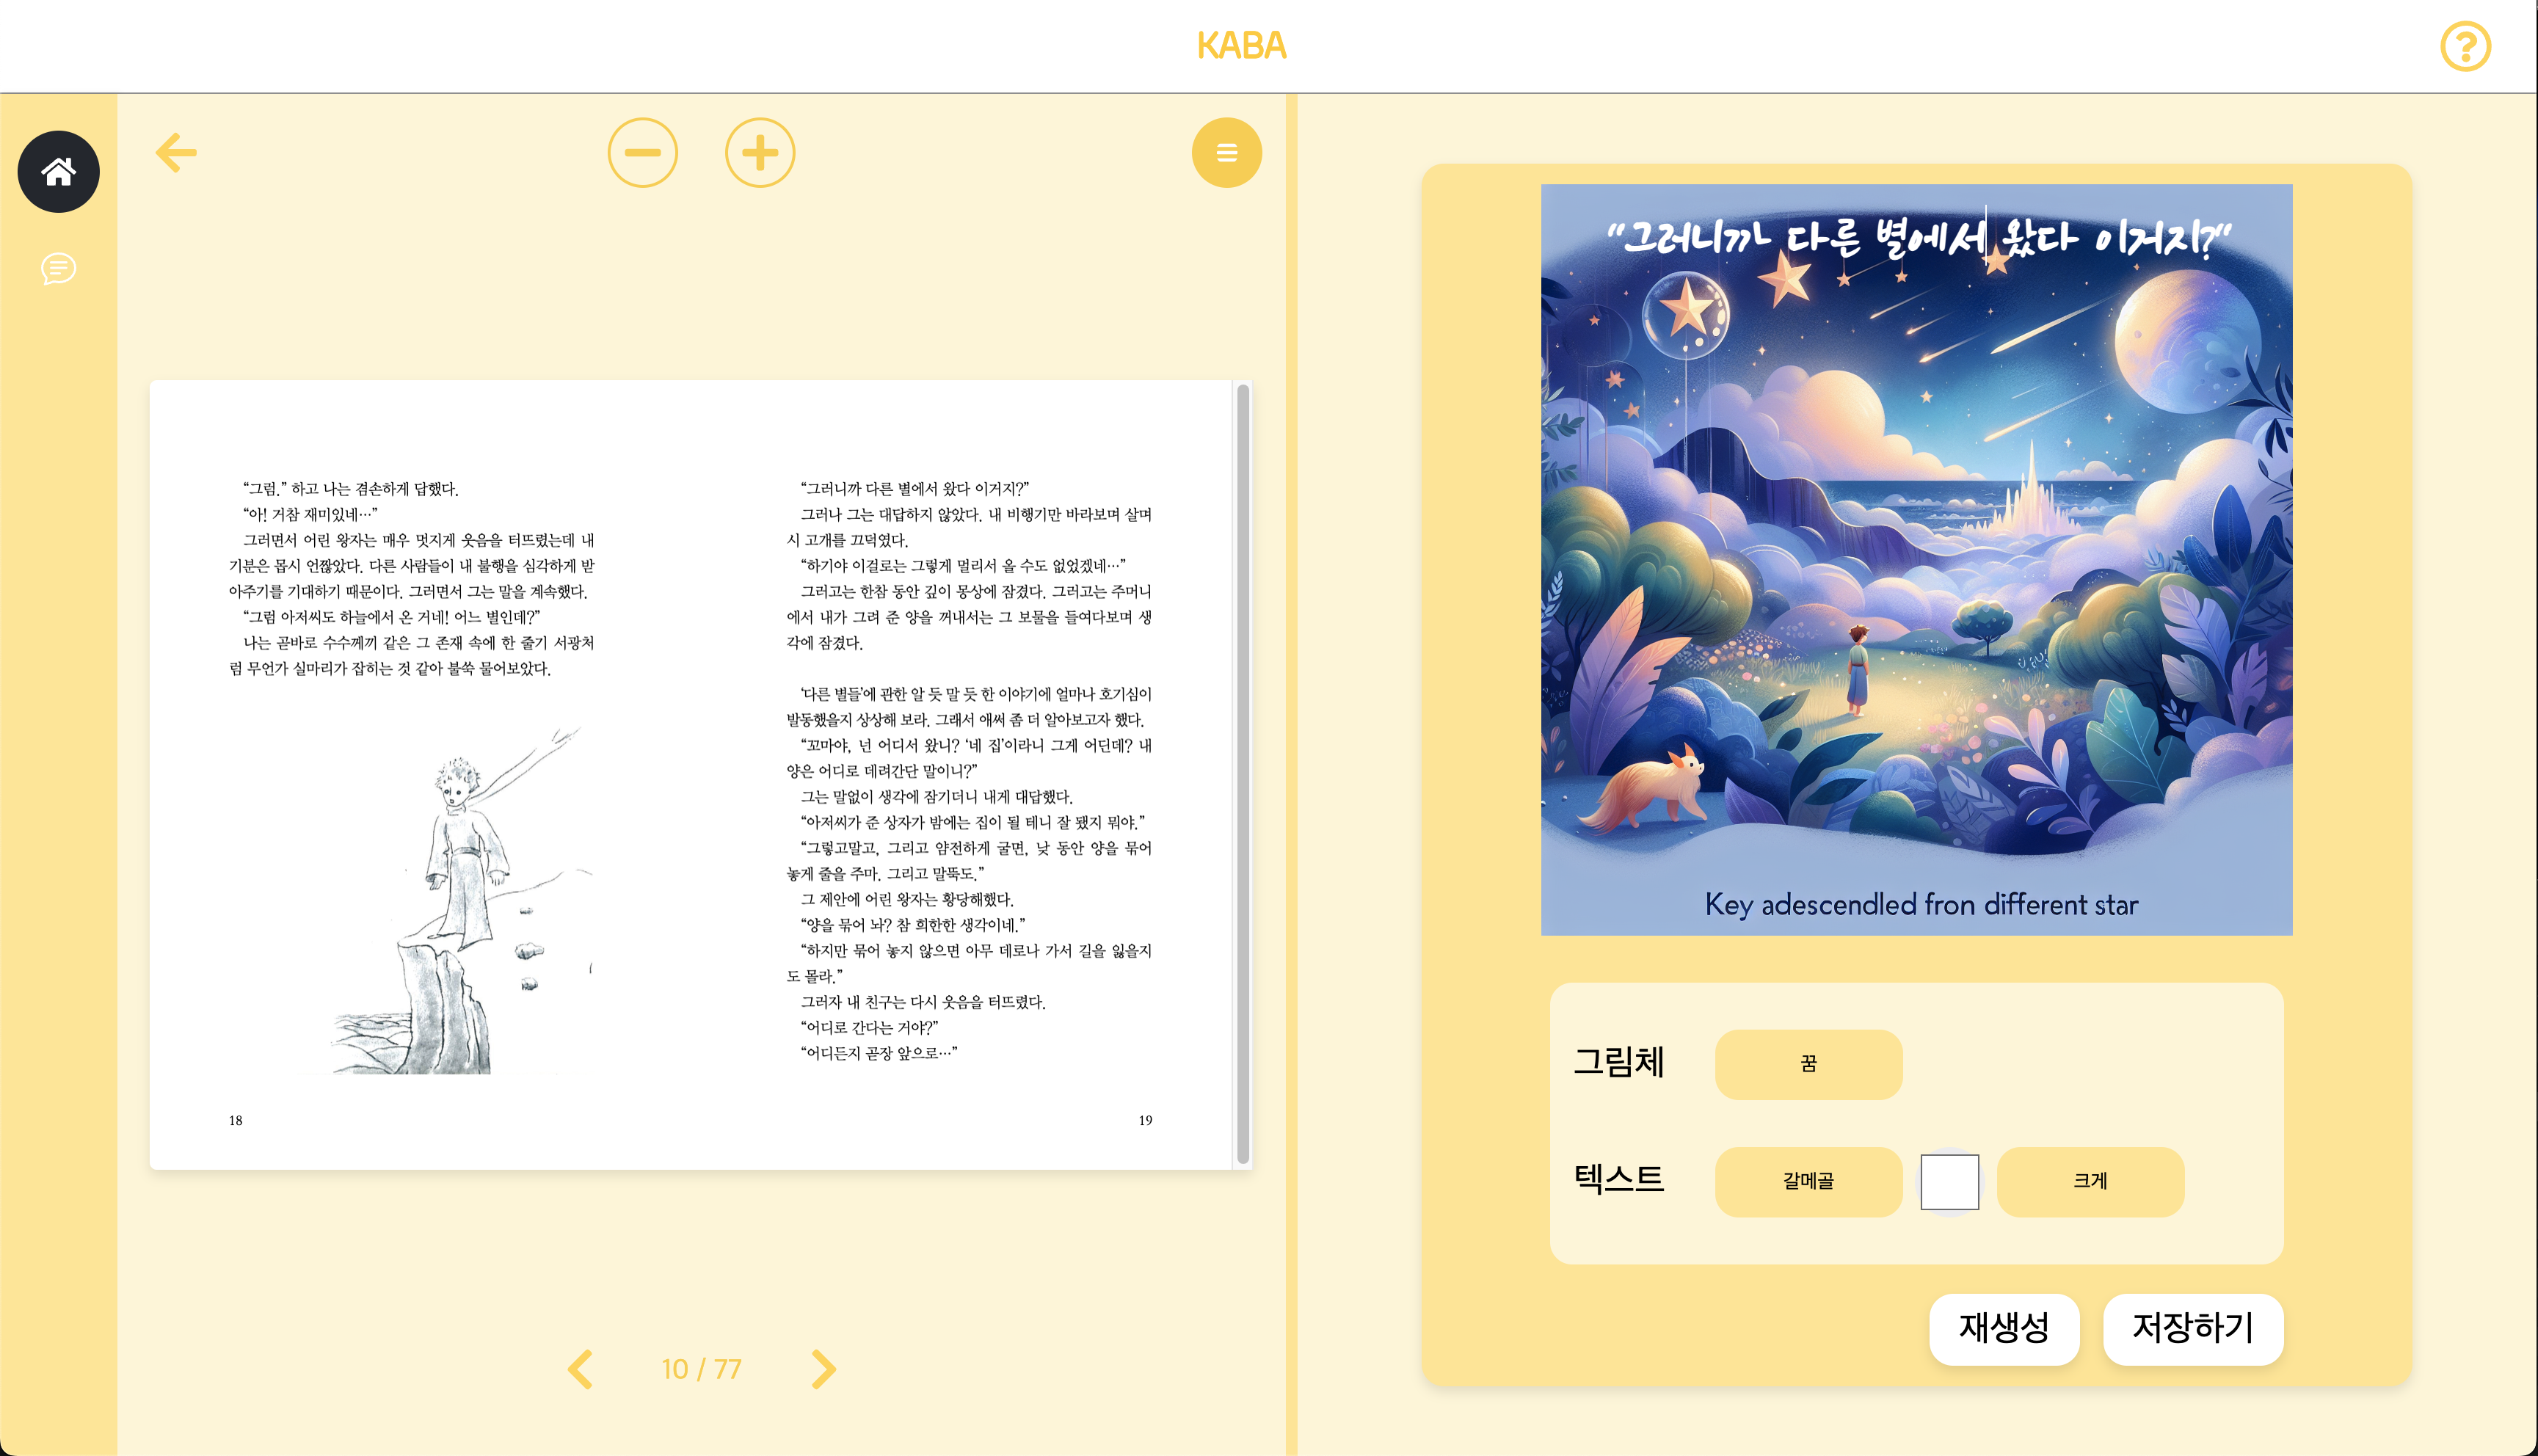 KABA
“그럼.” 하고 나는 겸손하게 답했다.
“아! 거참 재미있네…”
그러면서 어린 왕자는 매우 멋지게 웃음을 터뜨렸는데 내
기분은 몹시 언짢았다. 다른 사람들이 내 불행을 심각하게 받
아주기를 기대하기 때문이다. 그러면서 그는 말을 계속했다.
“그럼 아저씨도 하늘에서 온 거네! 어느 별인데?”
나는 곧바로 수수께끼 같은 그 존재 속에 한 줄기 서광처
럼 무언가 실마리가 잡히는 것 같아 불쑥 물어보았다.
18
“그러니까 다른 별에서 왔다 이거지?”
그러나 그는 대답하지 않았다. 내 비행기만 바라보며 살며
시 고개를 끄덕였다.
“하기야 이걸로는 그렇게 멀리서 올 수도 없었겠네…”
그러고는 한참 동안 깊이 몽상에 잠겼다. 그러고는 주머니
에서 내가 그려 준 양을 꺼내서는 그 보물을 들여다보며 생
각에 잠겼다.
‘다른 별들’에 관한 알 듯 말 듯 한 이야기에 얼마나 호기심이
발동했을지 상상해 보라. 그래서 애써 좀 더 알아보고자 했다.
“꼬마야, 넌 어디서 왔니? ‘네 집’이라니 그게 어딘데? 내
양은 어디로 데려간단 말이니?”
그는 말없이 생각에 잠기더니 내게 대답했다.
“아저씨가 준 상자가 밤에는 집이 될 테니 잘 됐지 뭐야.”
“그렇고말고, 그리고 얌전하게 굴면, 낮 동안 양을 묶어
놓게 줄을 주마. 그리고 말뚝도.”
그 제안에 어린 왕자는 황당해했다.
“양을 묶어 놔? 참 희한한 생각이네.”
“하지만 묶어 놓지 않으면 아무 데로나 가서 길을 잃을지
도 몰라.”
그러자 내 친구는 다시 웃음을 터뜨렸다.
“어디로 간다는 거야?”
“어디든지 곧장 앞으로…”
19
10 / 77
“그러니까 다른 별에서 왔다 이거지?”
Key adescendled fron different star
그림체
꿈
텍스트
갈메골
크게
재생성
저장하기